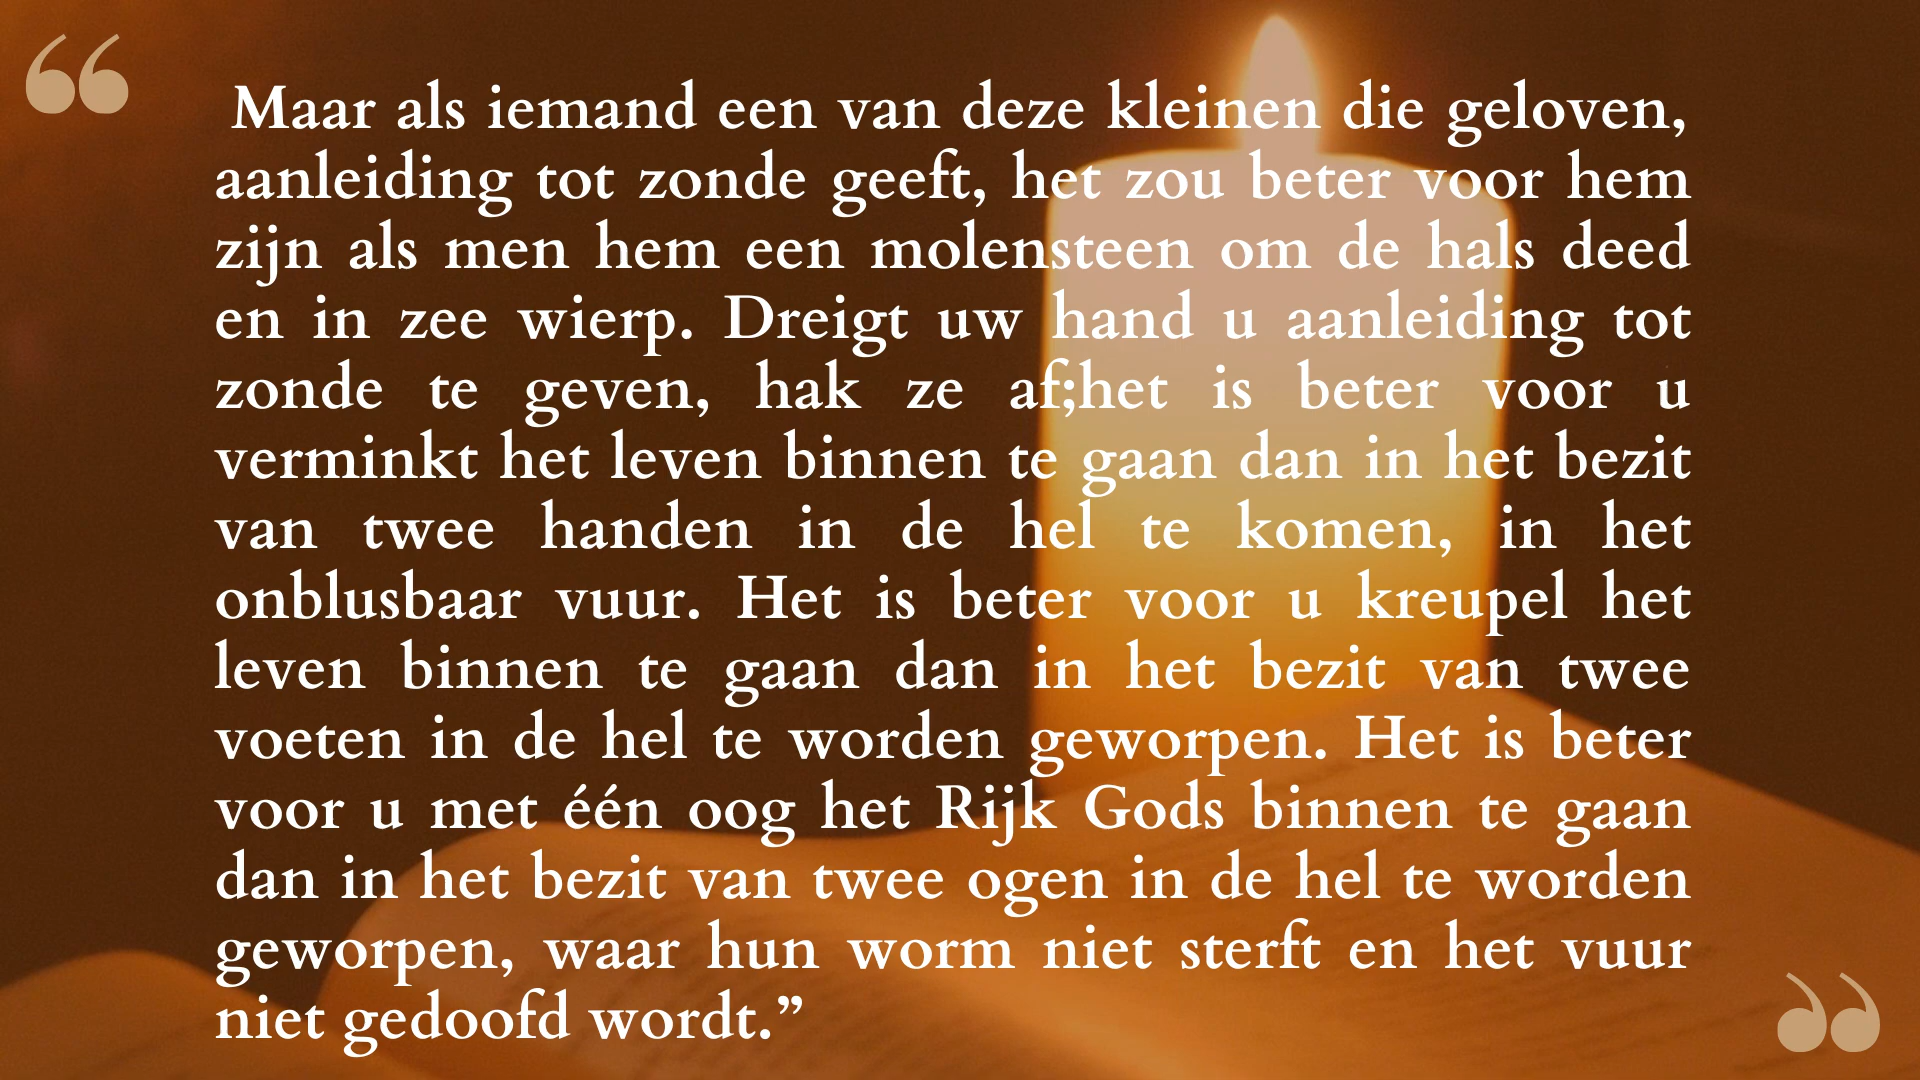 “
Maar als iemand een van deze kleinen die geloven,
aanleiding tot zonde geeft, het zou beter voor hem
zijn als men hem een molensteen om de hals deed
en in zee wierp. Dreigt uw hand u aanleiding tot
zonde te geven, hak ze af;het is beter voor u
verminkt het leven binnen te gaan dan in het bezit
van twee handen in de hel te komen, in het
onblusbaar vuur. Het is beter voor u kreupel het
leven binnen te gaan dan in het bezit van twee
voeten in de hel te worden geworpen. Het is beter
voor u met één oog het Rijk Gods binnen te gaan
dan in het bezit van twee ogen in de hel te worden
geworpen, waar hun worm niet sterft en het vuur
niet gedoofd wordt.”
”